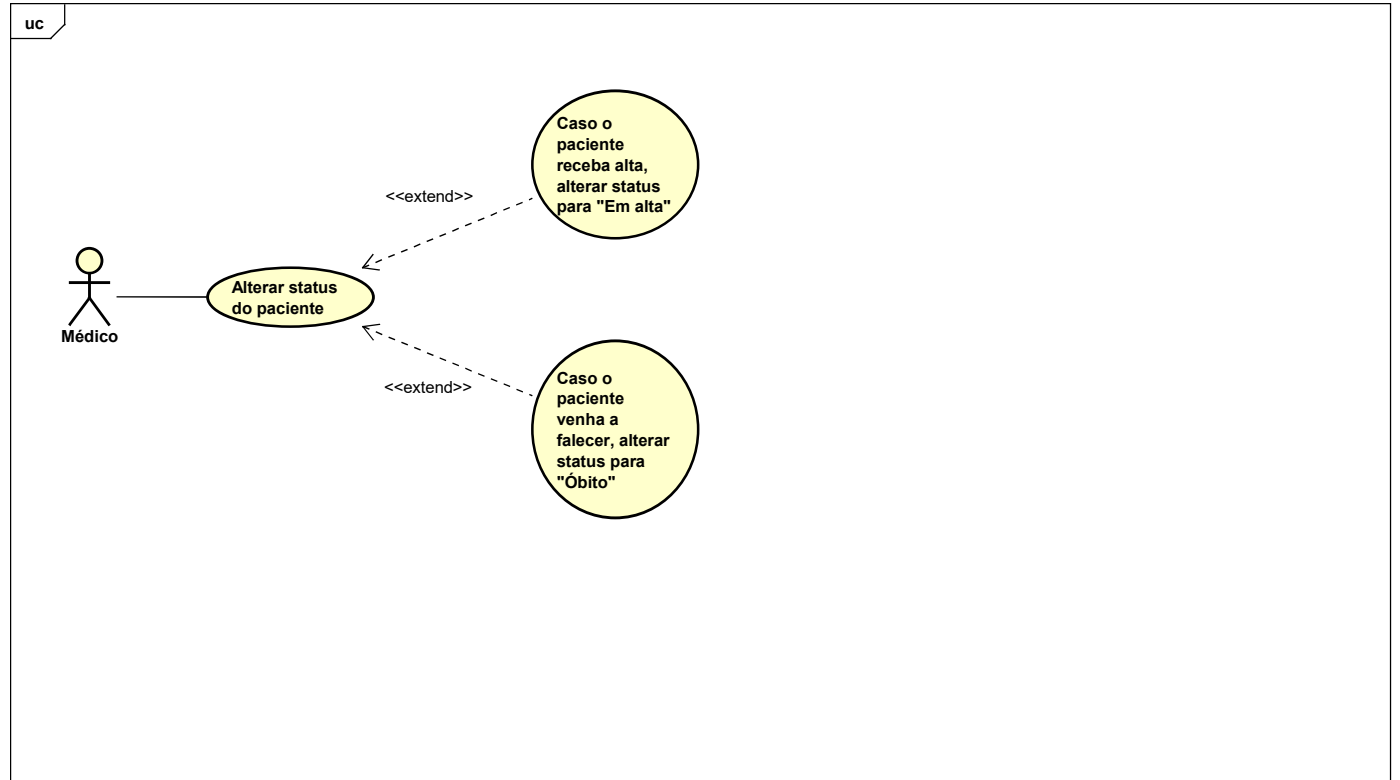 uc
Caso o
paciente
receba alta,
alterar status
para "Em alta"
<<extend>>
Alterar status
do paciente
Médico
<<extend>>
Caso o
paciente
venha a
falecer, alterar
status para
"Óbito"